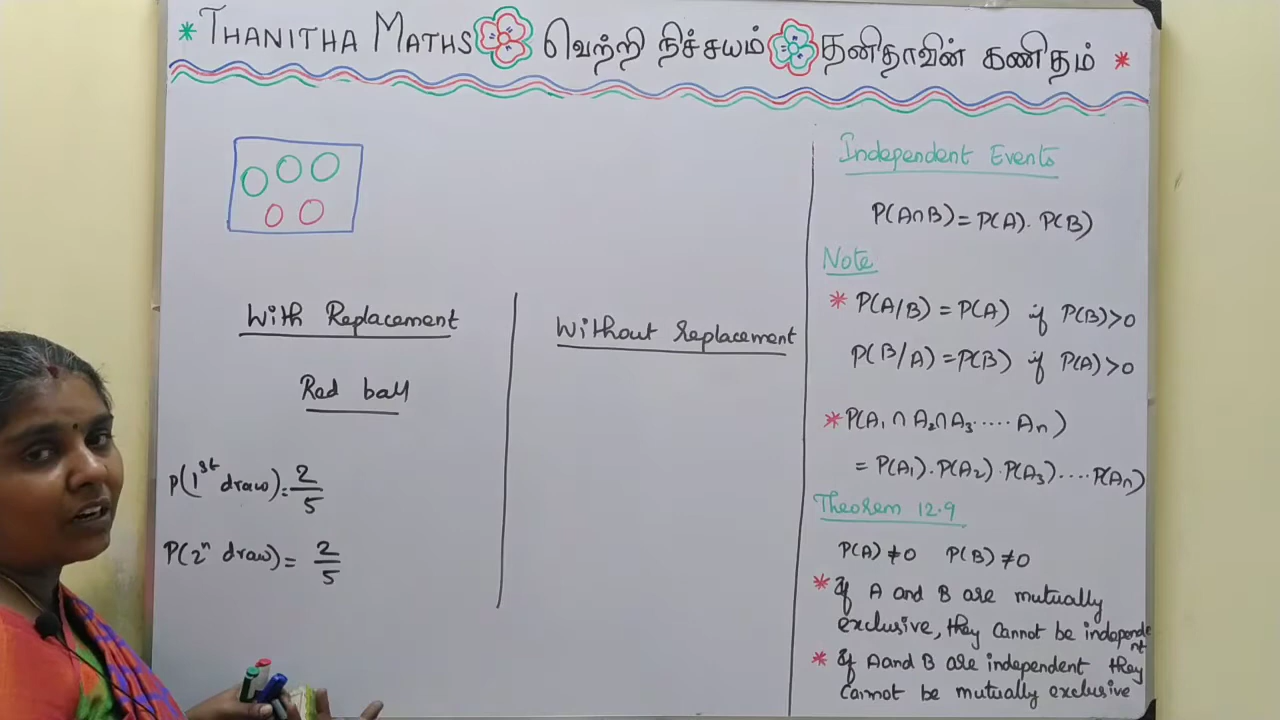 * THANITHA MATHS வெற்றி நிச்சயம் தனிதாவின் கணிதம் *
With Replacement
Red ball
P(1st draw) = 2/5
P(2n draw) = 2/5
Without replacement
Independent Events
P(A∩B) = P(A). P(B)
Note
* P(A/B) = P(A) if P(B)>0
P(B/A) = P(B) if P(A)>0
* P(A₁ ∩ A₂ ∩ A₃ ..... Aₙ)
= P(A₁). P(A₂) . P(A₃) .... P(Aₙ)
Theorem 12.9
P(A) ≠ 0 P(B) ≠ 0
* If A and B are mutually
exclusive, they cannot be independent
* If A and B are independent they
cannot be mutually exclusive